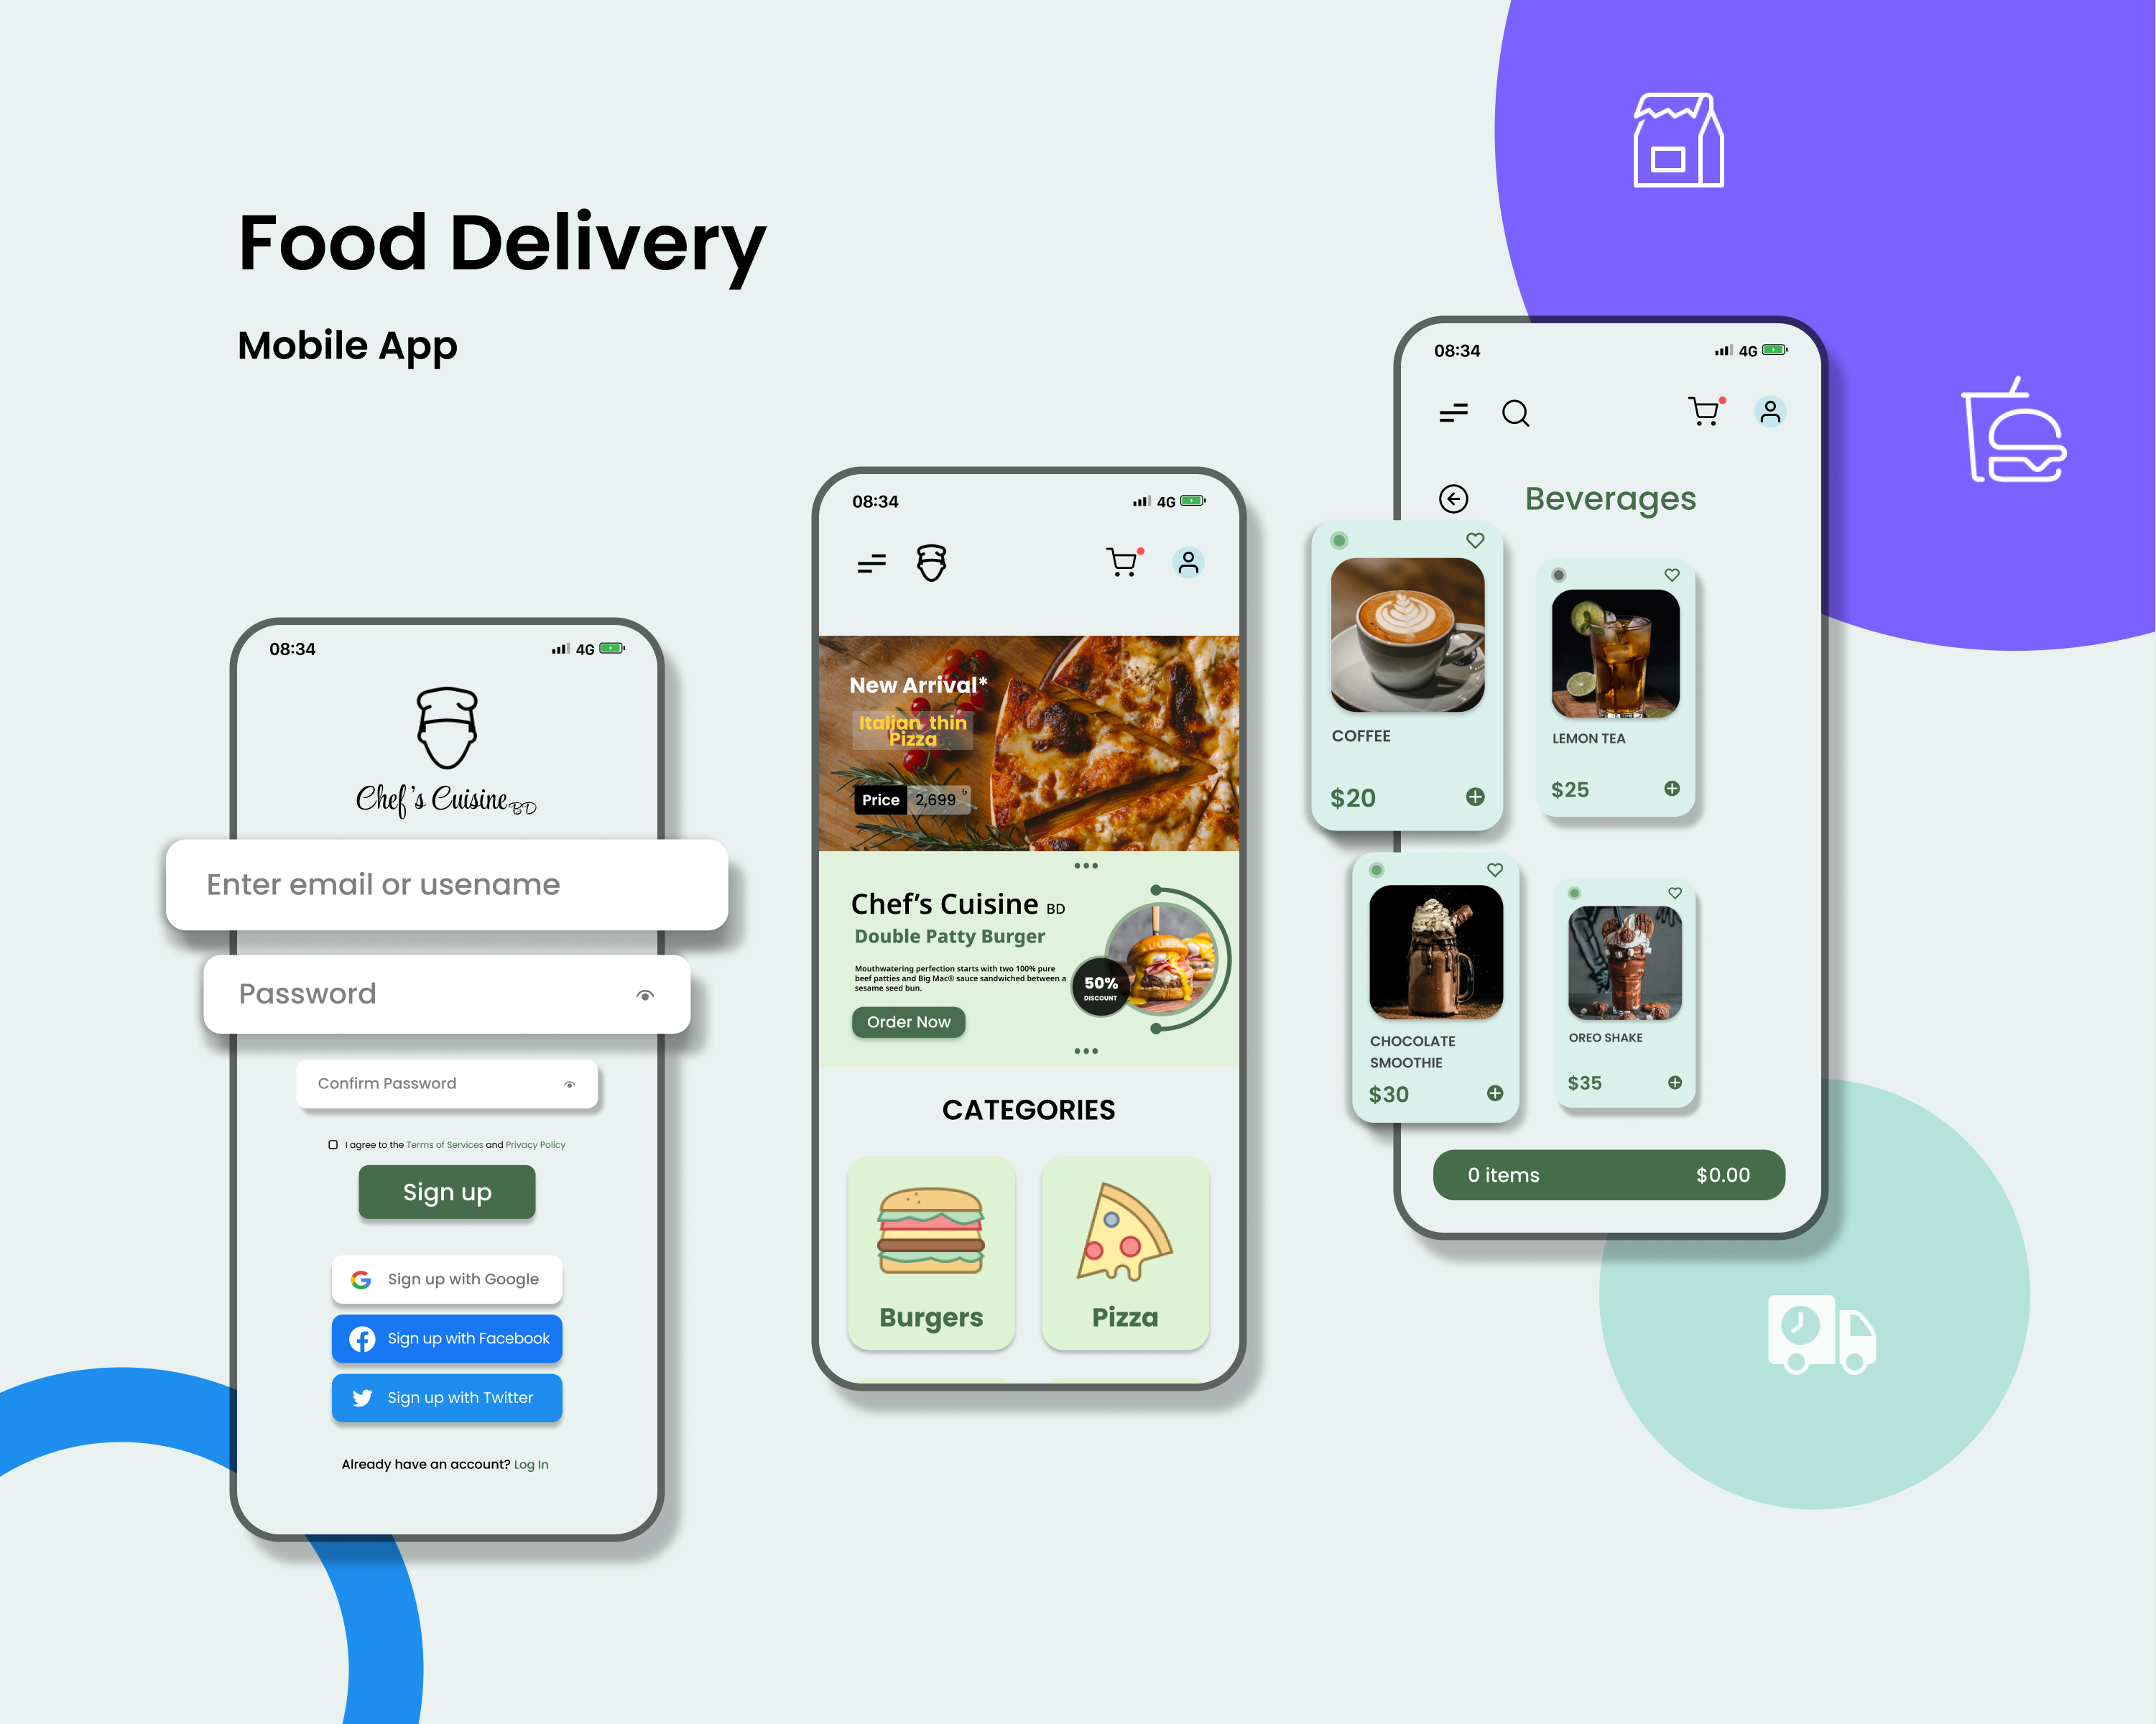 Food Delivery
Mobile App
08:34
4G
Chef's Cuisine BD
Enter email or usename
Password
Confirm Password
I agree to the Terms of Services and Privacy Policy
Sign up
Sign up with Google
Sign up with Facebook
Sign up with Twitter
Already have an account? Log In
08:34
4G
New Arrival*
Italian thin
Pizza
Price 2,699 ৳
Chef's Cuisine BD
Double Patty Burger
Mouthwatering perfection starts with two 100% pure
beef patties and Big Mac® sauce sandwiched between a
sesame seed bun.
50%
DISCOUNT
Order Now
CATEGORIES
Burgers
Pizza
08:34
4G
Beverages
COFFEE
$20
LEMON TEA
$25
CHOCOLATE
SMOOTHIE
$30
OREO SHAKE
$35
0 items
$0.00